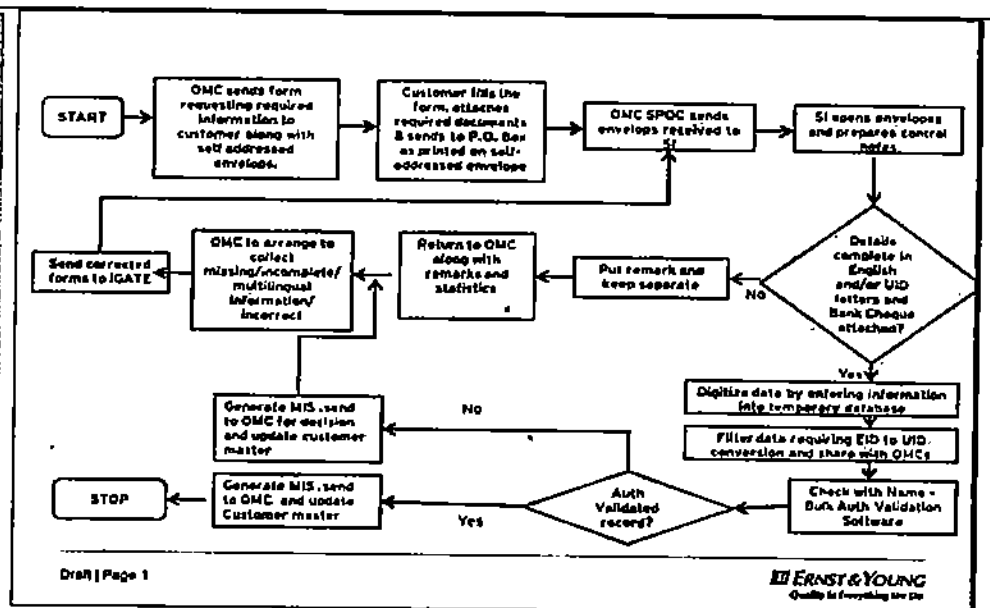 START
OMC sends form
requesting required
information to
customer along with
self addressed
envelope.
Customer fills the
form, attaches
required documents
& sends to P.O. Box
as printed on self-
addressed envelope
OMC SPOC sends
envelops received to
SI
SI opens envelopes
and prepares control
notes.
Send corrected
forms to iGATE
OMC to arrange to
collect
missing/incomplete/
multilingual
information/
incorrect
Return to OMC
along with
remarks and
statistics
Put remark and
keep separate
No
Details
complete in
English
and/or UID
letters and
Bank Cheque
attached?
Yes
Digitize data by entering information
into temporary database
Filter data requiring EID to UID
conversion and share with OMCs
Check with Name -
Bulk Auth Validation
Software
Auth
Validated
record?
No
Generate MIS, send
to OMC for decision
and update customer
master
Yes
Generate MIS, send
to OMC and update
Customer master
STOP
Draft | Page 1
ERNST & YOUNG
Quality In Everything We Do